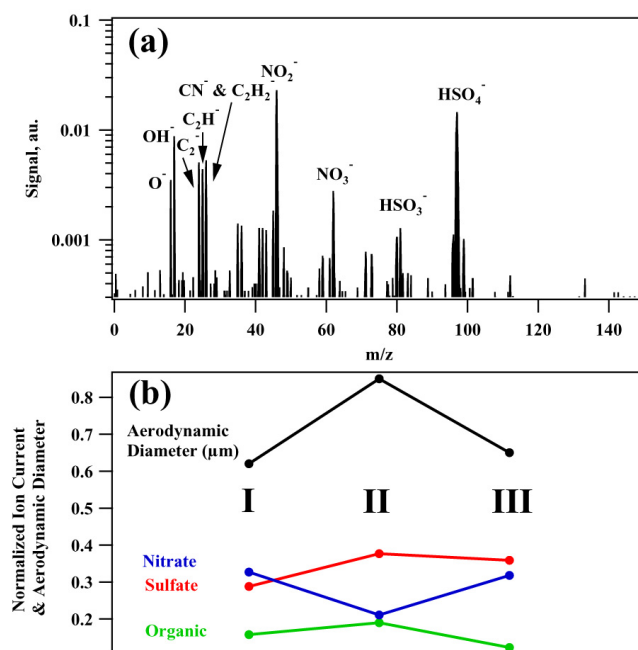 (a)
0.1
0.01
0.001
Signal, au.
NO₂⁻
CN⁻ & C₂H₂⁻
C₂H⁻
OH⁻
C₂⁻
O⁻
NO₃⁻
HSO₃⁻
HSO₄⁻
0 20 40 60 80 100 120 140
m/z
(b)
0.8
0.7
0.6
0.5
0.4
0.3
0.2
Normalized Ion Current
& Aerodynamic Diameter
Aerodynamic
Diameter (µm)
I II III
Nitrate
Sulfate
Organic